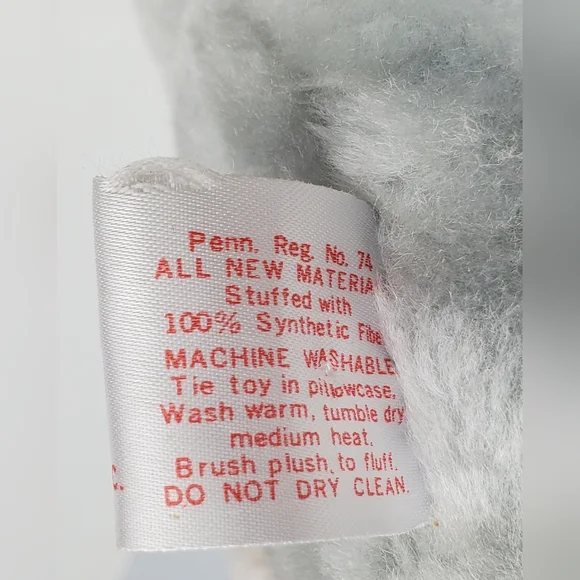 Penn. Reg. No. 74
ALL NEW MATERIA
Stuffed with
100% Synthetic Fibe
MACHINE WASHABLE
Tie toy in pillowcase.
Wash warm, tumble dry
medium heat.
Brush plush, to fluff.
C. DO NOT DRY CLEAN.